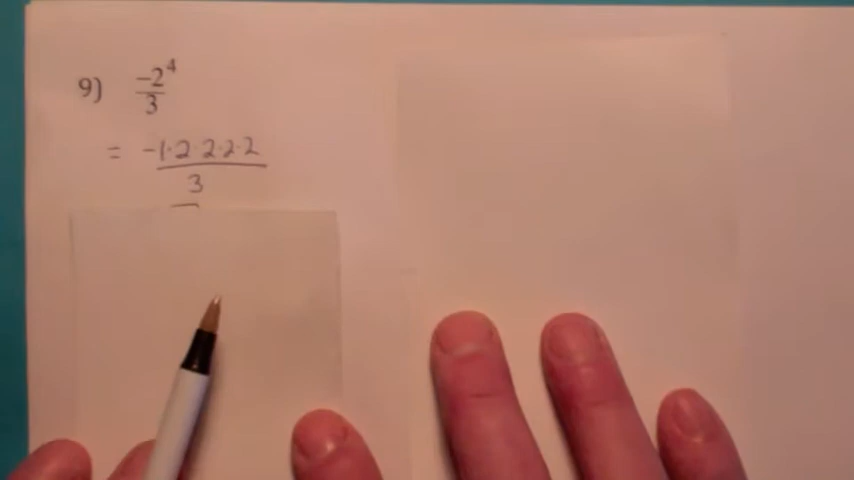 9) -2⁴
3
= -1·2·2·2·2
3